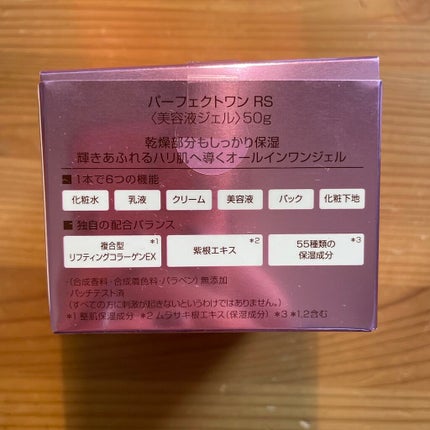 パーフェクトワン RS
〈美容液ジェル〉50g
乾燥部分もしっかり保湿
輝きあふれるハリ肌へ導くオールインワンジェル
■1本で6つの機能
化粧水 乳液 クリーム 美容液 パック 化粧下地
■独自の配合バランス
複合型 *1
リフティングコラーゲンEX
紫根エキス *2
55種類の *3
保湿成分
・〈合成香料・合成着色料・パラベン〉無添加
・パッチテスト済
(すべての方に刺激が起きないというわけではありません。)
*1 整肌保湿成分 *2 ムラサキ根エキス(保湿成分) *3 *1,2含む